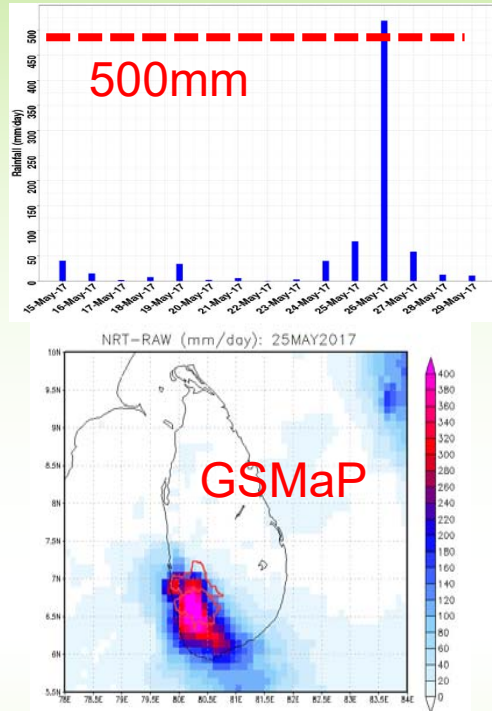 500
450
400
350
300
250
200
150
100
50
0
Rainfall (mm/day)
500mm
15-May-17
16-May-17
17-May-17
18-May-17
19-May-17
20-May-17
21-May-17
22-May-17
23-May-17
24-May-17
25-May-17
26-May-17
27-May-17
28-May-17
29-May-17
NRT-RAW (mm/day): 25MAY2017
10N
9.5N
9N
8.5N
8N
7.5N
7N
6.5N
6N
5.5N
GSMaP
78E 78.5E 79E 79.5E 80E 80.5E 81E 81.5E 82E 82.5E 83E 83.5E 84E
400
380
360
340
320
300
280
260
240
220
200
180
160
140
120
100
80
60
40
20
0